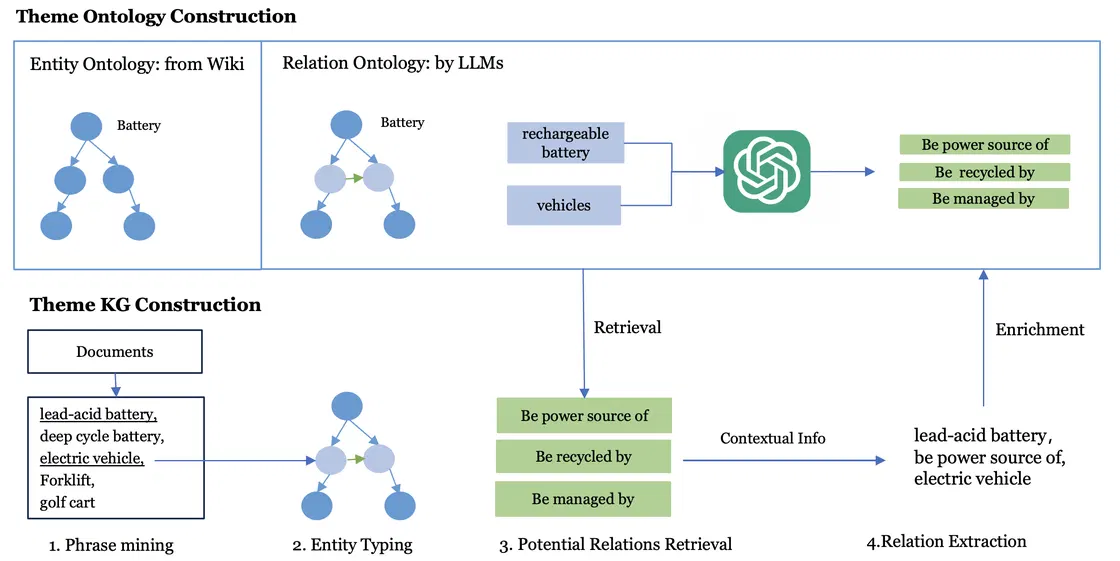 Theme Ontology Construction
Entity Ontology: from Wiki
Battery
Relation Ontology: by LLMs
Battery
rechargeable
battery
vehicles
Be power source of
Be recycled by
Be managed by
Theme KG Construction
Documents
lead-acid battery,
deep cycle battery,
electric vehicle,
Forklift,
golf cart
1. Phrase mining
2. Entity Typing
Retrieval
Be power source of
Be recycled by
Be managed by
3. Potential Relations Retrieval
Contextual Info
Enrichment
lead-acid battery,
be power source of,
electric vehicle
4.Relation Extraction